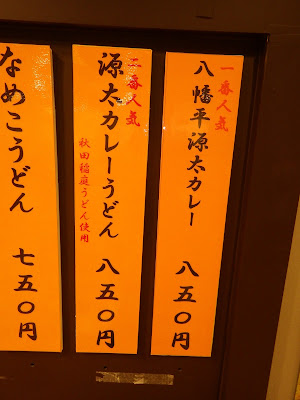 一番人気
八幡平源太カレー 八五〇円
二番人気
源太カレーうどん 八五〇円
秋田稲庭うどん使用
なめこうどん 七五〇円